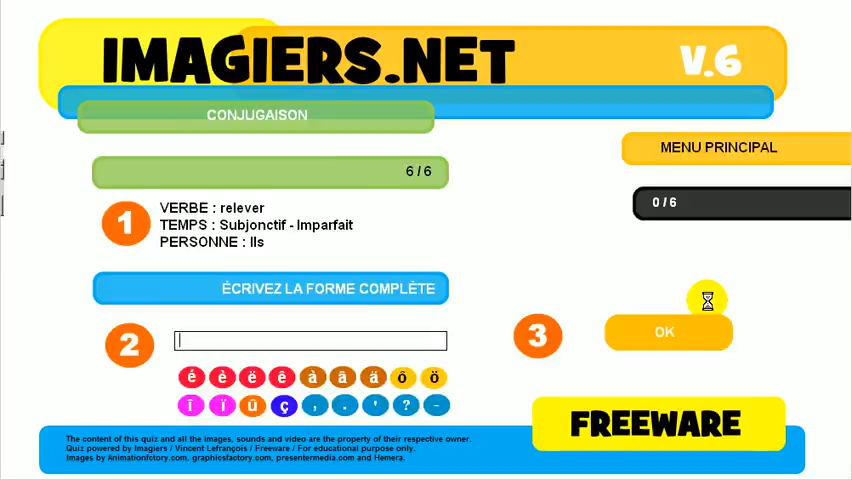 IMAGIERS.NET
V.6
CONJUGAISON
MENU PRINCIPAL
6 / 6
0 / 6
1
VERBE : relever
TEMPS : Subjonctif - Imparfait
PERSONNE : Ils
ÉCRIVEZ LA FORME COMPLÈTE
2
3
OK
é è ë ê à â ä ô ö
î ï û ç , . ' ? -
FREEWARE
The content of this quiz and all the images, sounds and video are the property of their respective owner.
Quiz powered by Imagiers / Vincent Lefrançois / Freeware / For educational purpose only.
Images by Animationfctory.com, graphicsfactory.com, presentermedia.com and Hemera.